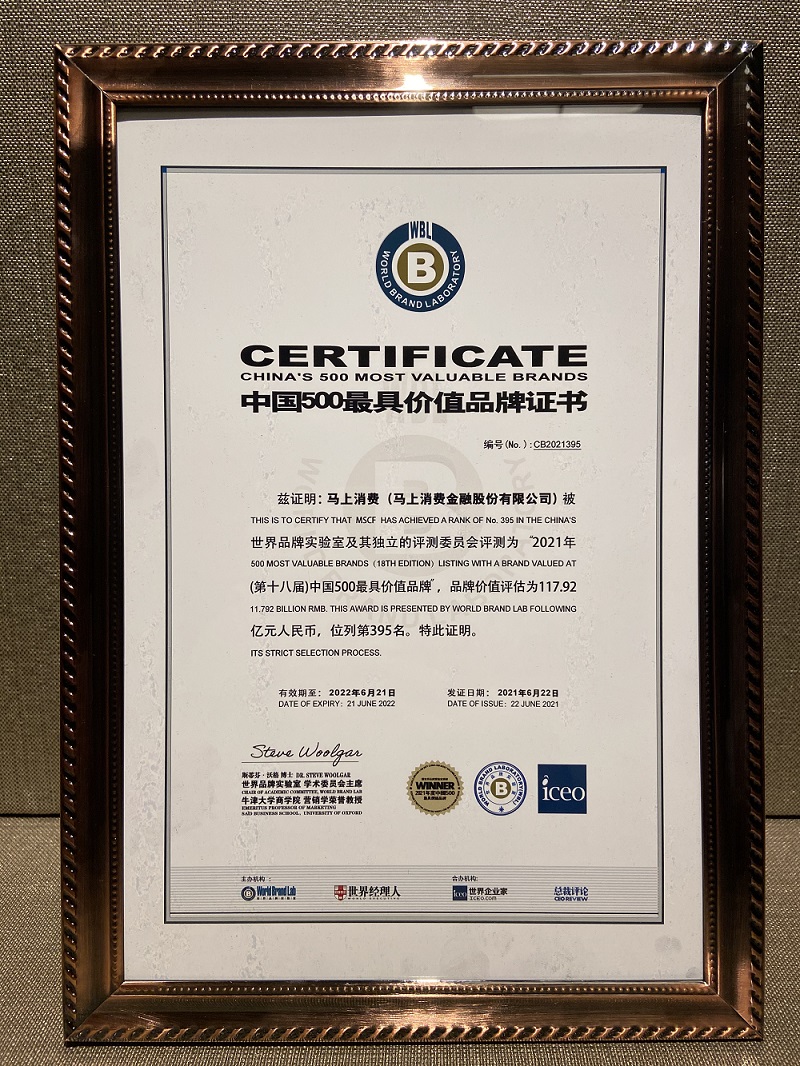 WBL
B
WORLD BRAND LABORATORY
CERTIFICATE
CHINA'S 500 MOST VALUABLE BRANDS
中国500最具价值品牌证书
编号(No.):CB2021395
兹证明:马上消费(马上消费金融股份有限公司)被
THIS IS TO CERTIFY THAT MSCF HAS ACHIEVED A RANK OF No. 395 IN THE CHINA'S
世界品牌实验室及其独立的评测委员会评测为 "2021年
500 MOST VALUABLE BRANDS (18TH EDITION) LISTING WITH A BRAND VALUED AT
(第十八届)中国500最具价值品牌", 品牌价值评估为117.92
11.792 BILLION RMB. THIS AWARD IS PRESENTED BY WORLD BRAND LAB FOLLOWING
亿元人民币, 位列第395名。特此证明。
ITS STRICT SELECTION PROCESS.
有效期至: 2022年6月21日 发证日期: 2021年6月22日
DATE OF EXPIRY: 21 JUNE 2022 DATE OF ISSUE: 22 JUNE 2021
Steve Woolgar
斯蒂芬·沃格 博士 DR. STEVE WOOLGAR
世界品牌实验室 学术委员会主席
CHAIR OF ACADEMIC COMMITTEE, WORLD BRAND LAB
牛津大学商学院 营销学荣誉教授
EMERITUS PROFESSOR OF MARKETING
SAÏD BUSINESS SCHOOL, UNIVERSITY OF OXFORD
WINNER
B
iceo
主办机构: 合办机构:
World Brand Lab 世界经理人 iceo 世界企业家 总裁评论
WORLD EXECUTIVE ICEO.com CEO REVIEW